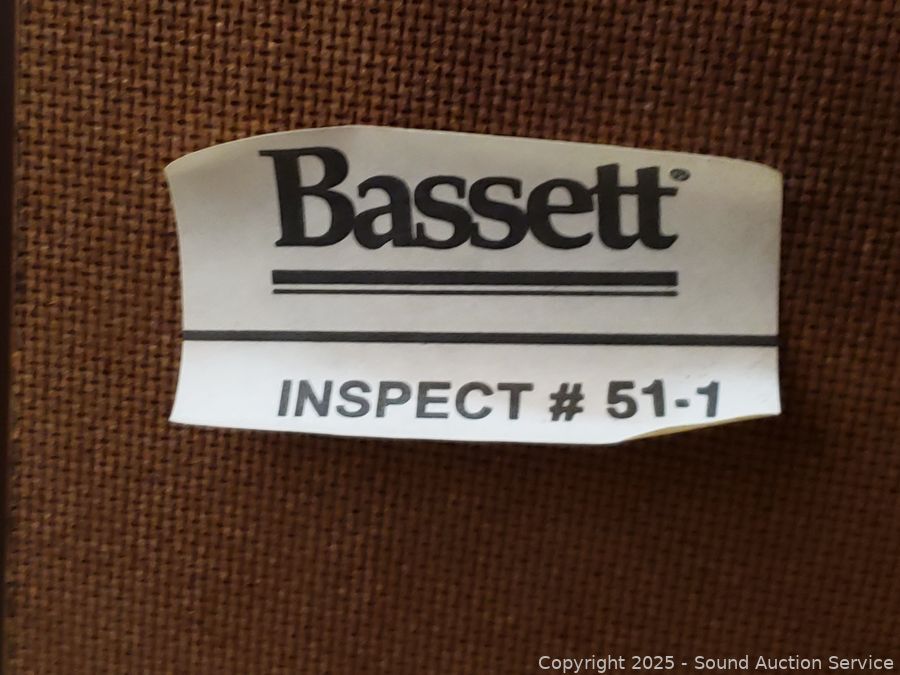 Bassett®
INSPECT # 51-1
Copyright 2025 - Sound Auction Service